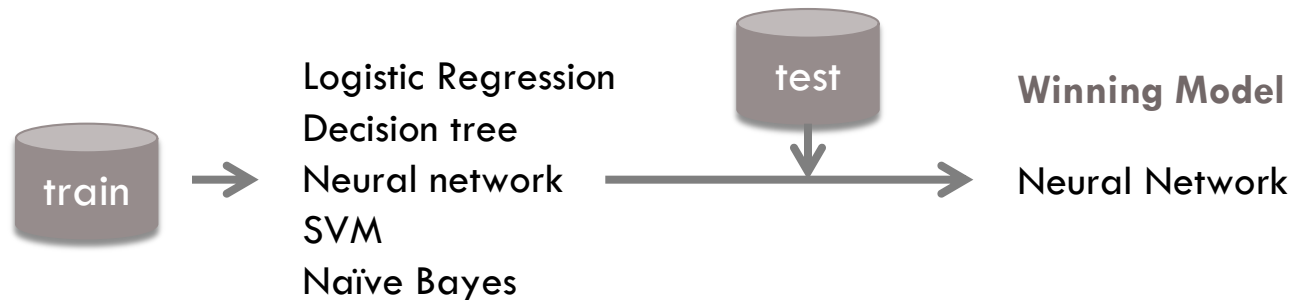 train
Logistic Regression
Decision tree
Neural network
SVM
Naïve Bayes
test
Winning Model
Neural Network